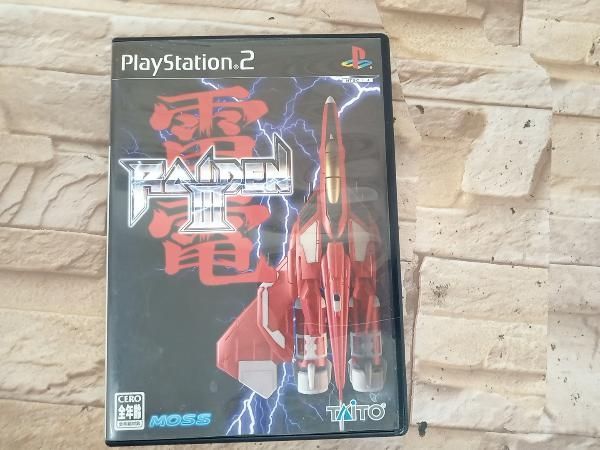 PlayStation®2
雷電
RAIDEN
III
CERO
全年齢
MOSS
TAITO